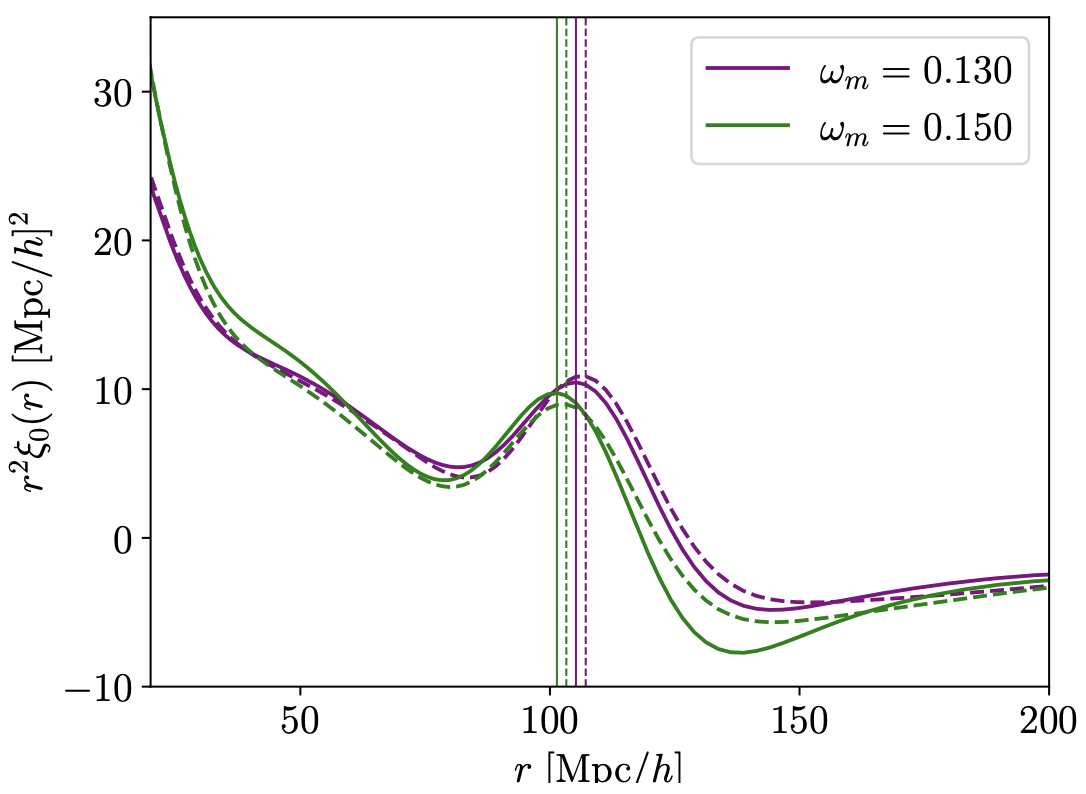 ω_m = 0.130
ω_m = 0.150
r²ξ₀(r) [Mpc/h]²
30
20
10
0
−10
50
100
150
200
r [Mpc/h]